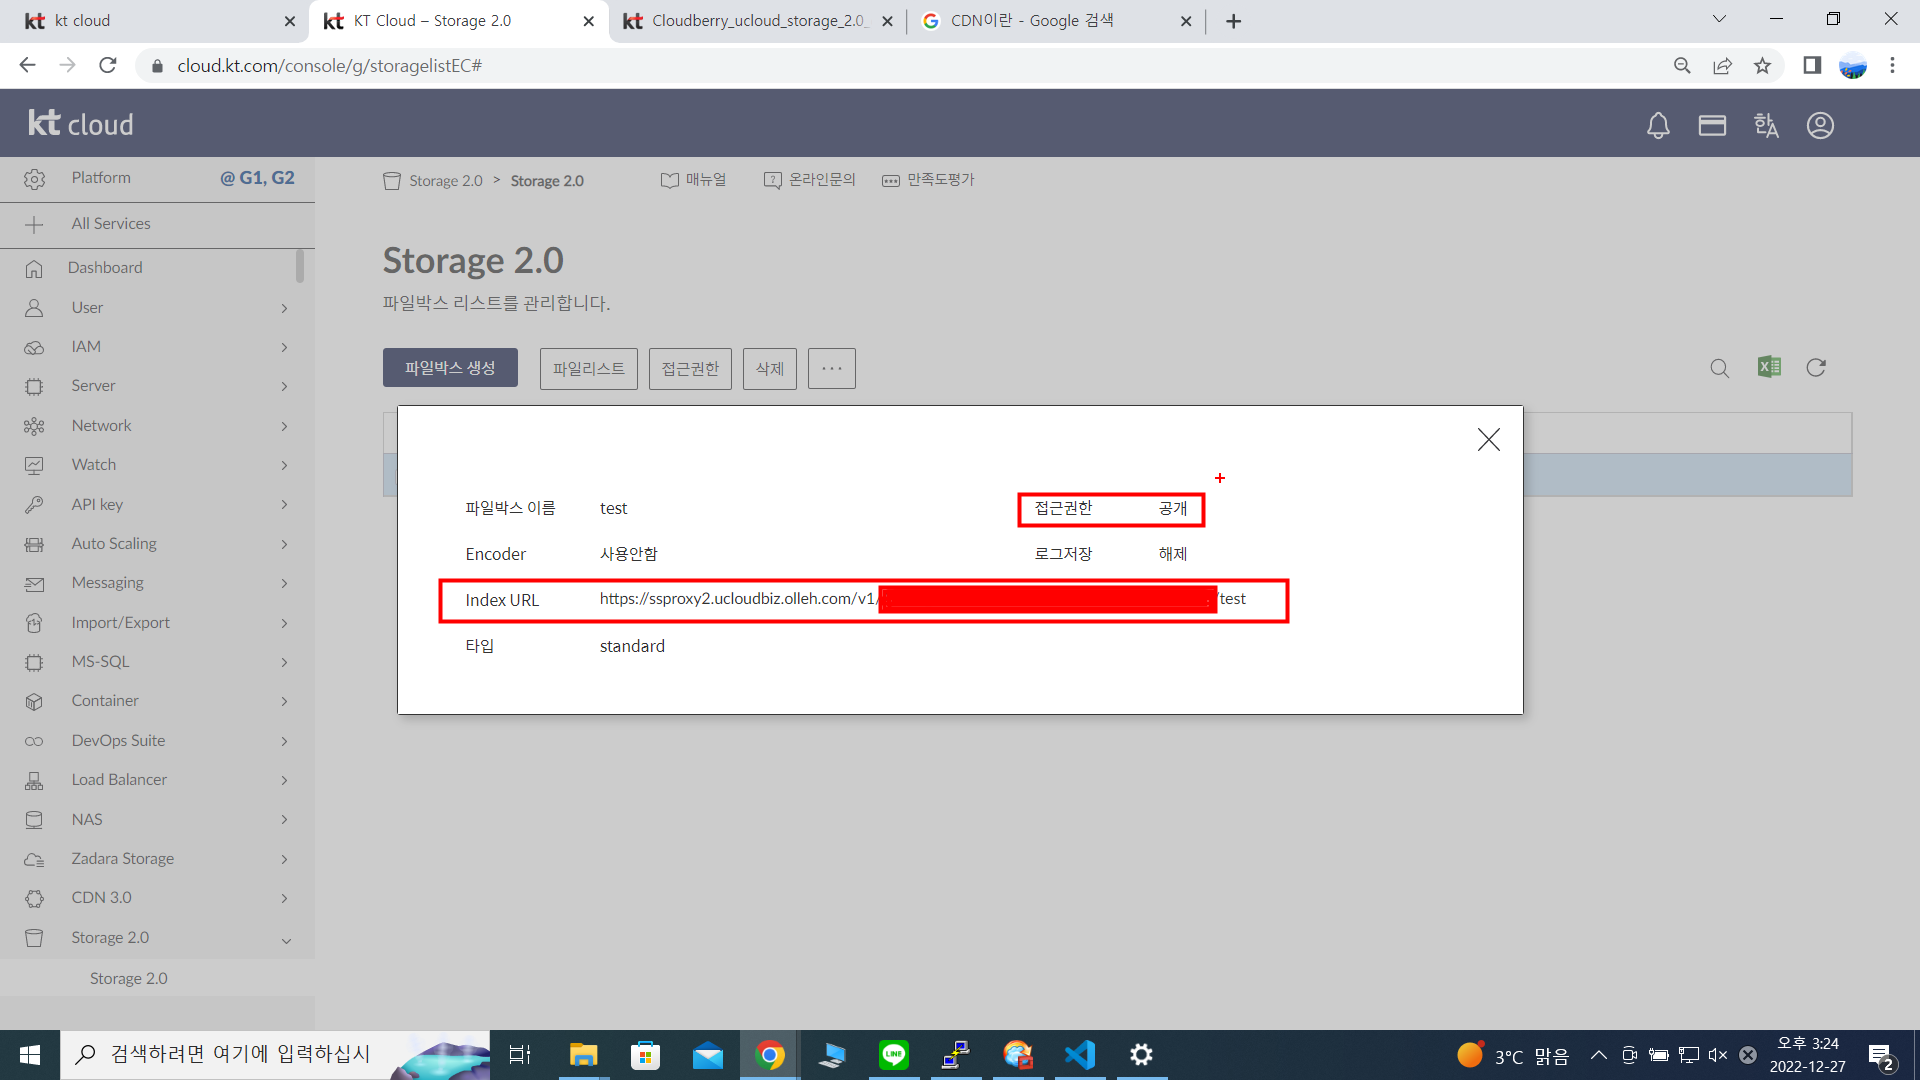 kt cloud
KT Cloud – Storage 2.0
Cloudberry_ucloud_storage_2.0_
CDN이란 - Google 검색
cloud.kt.com/console/g/storagelistEC#
kt cloud
한A
Platform @ G1, G2
All Services
Dashboard
User
IAM
Server
Network
Watch
API key
Auto Scaling
Messaging
Import/Export
MS-SQL
Container
DevOps Suite
Load Balancer
NAS
Zadara Storage
CDN 3.0
Storage 2.0
Storage 2.0
Storage 2.0 > Storage 2.0
매뉴얼
온라인문의
만족도평가
Storage 2.0
파일박스 리스트를 관리합니다.
파일박스 생성
파일리스트
접근권한
삭제
...
파일박스 이름 test
접근권한 공개
Encoder 사용안함
로그저장 해제
Index URL https://ssproxy2.ucloudbiz.olleh.com/v1/ /test
타입 standard
검색하려면 여기에 입력하십시
LINE
3°C 맑음
오후 3:24
2022-12-27
2